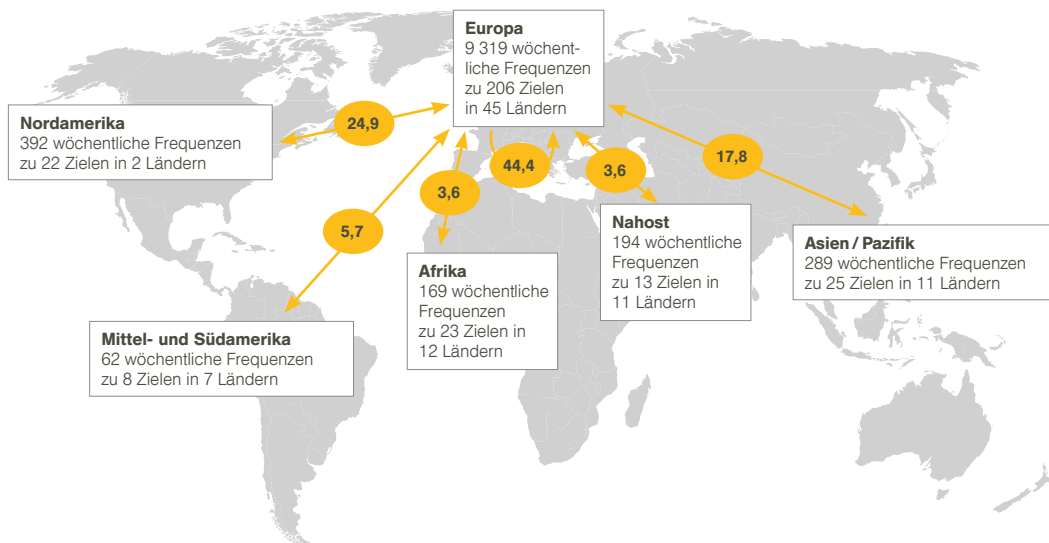 Europa
9 319 wöchent-
liche Frequenzen
zu 206 Zielen
in 45 Ländern
Nordamerika
392 wöchentliche Frequenzen
zu 22 Zielen in 2 Ländern
24,9
44,4
3,6
3,6
17,8
5,7
Nahost
194 wöchentliche
Frequenzen
zu 13 Zielen in
11 Ländern
Asien / Pazifik
289 wöchentliche Frequenzen
zu 25 Zielen in 11 Ländern
Afrika
169 wöchentliche
Frequenzen
zu 23 Zielen in
12 Ländern
Mittel- und Südamerika
62 wöchentliche Frequenzen
zu 8 Zielen in 7 Ländern